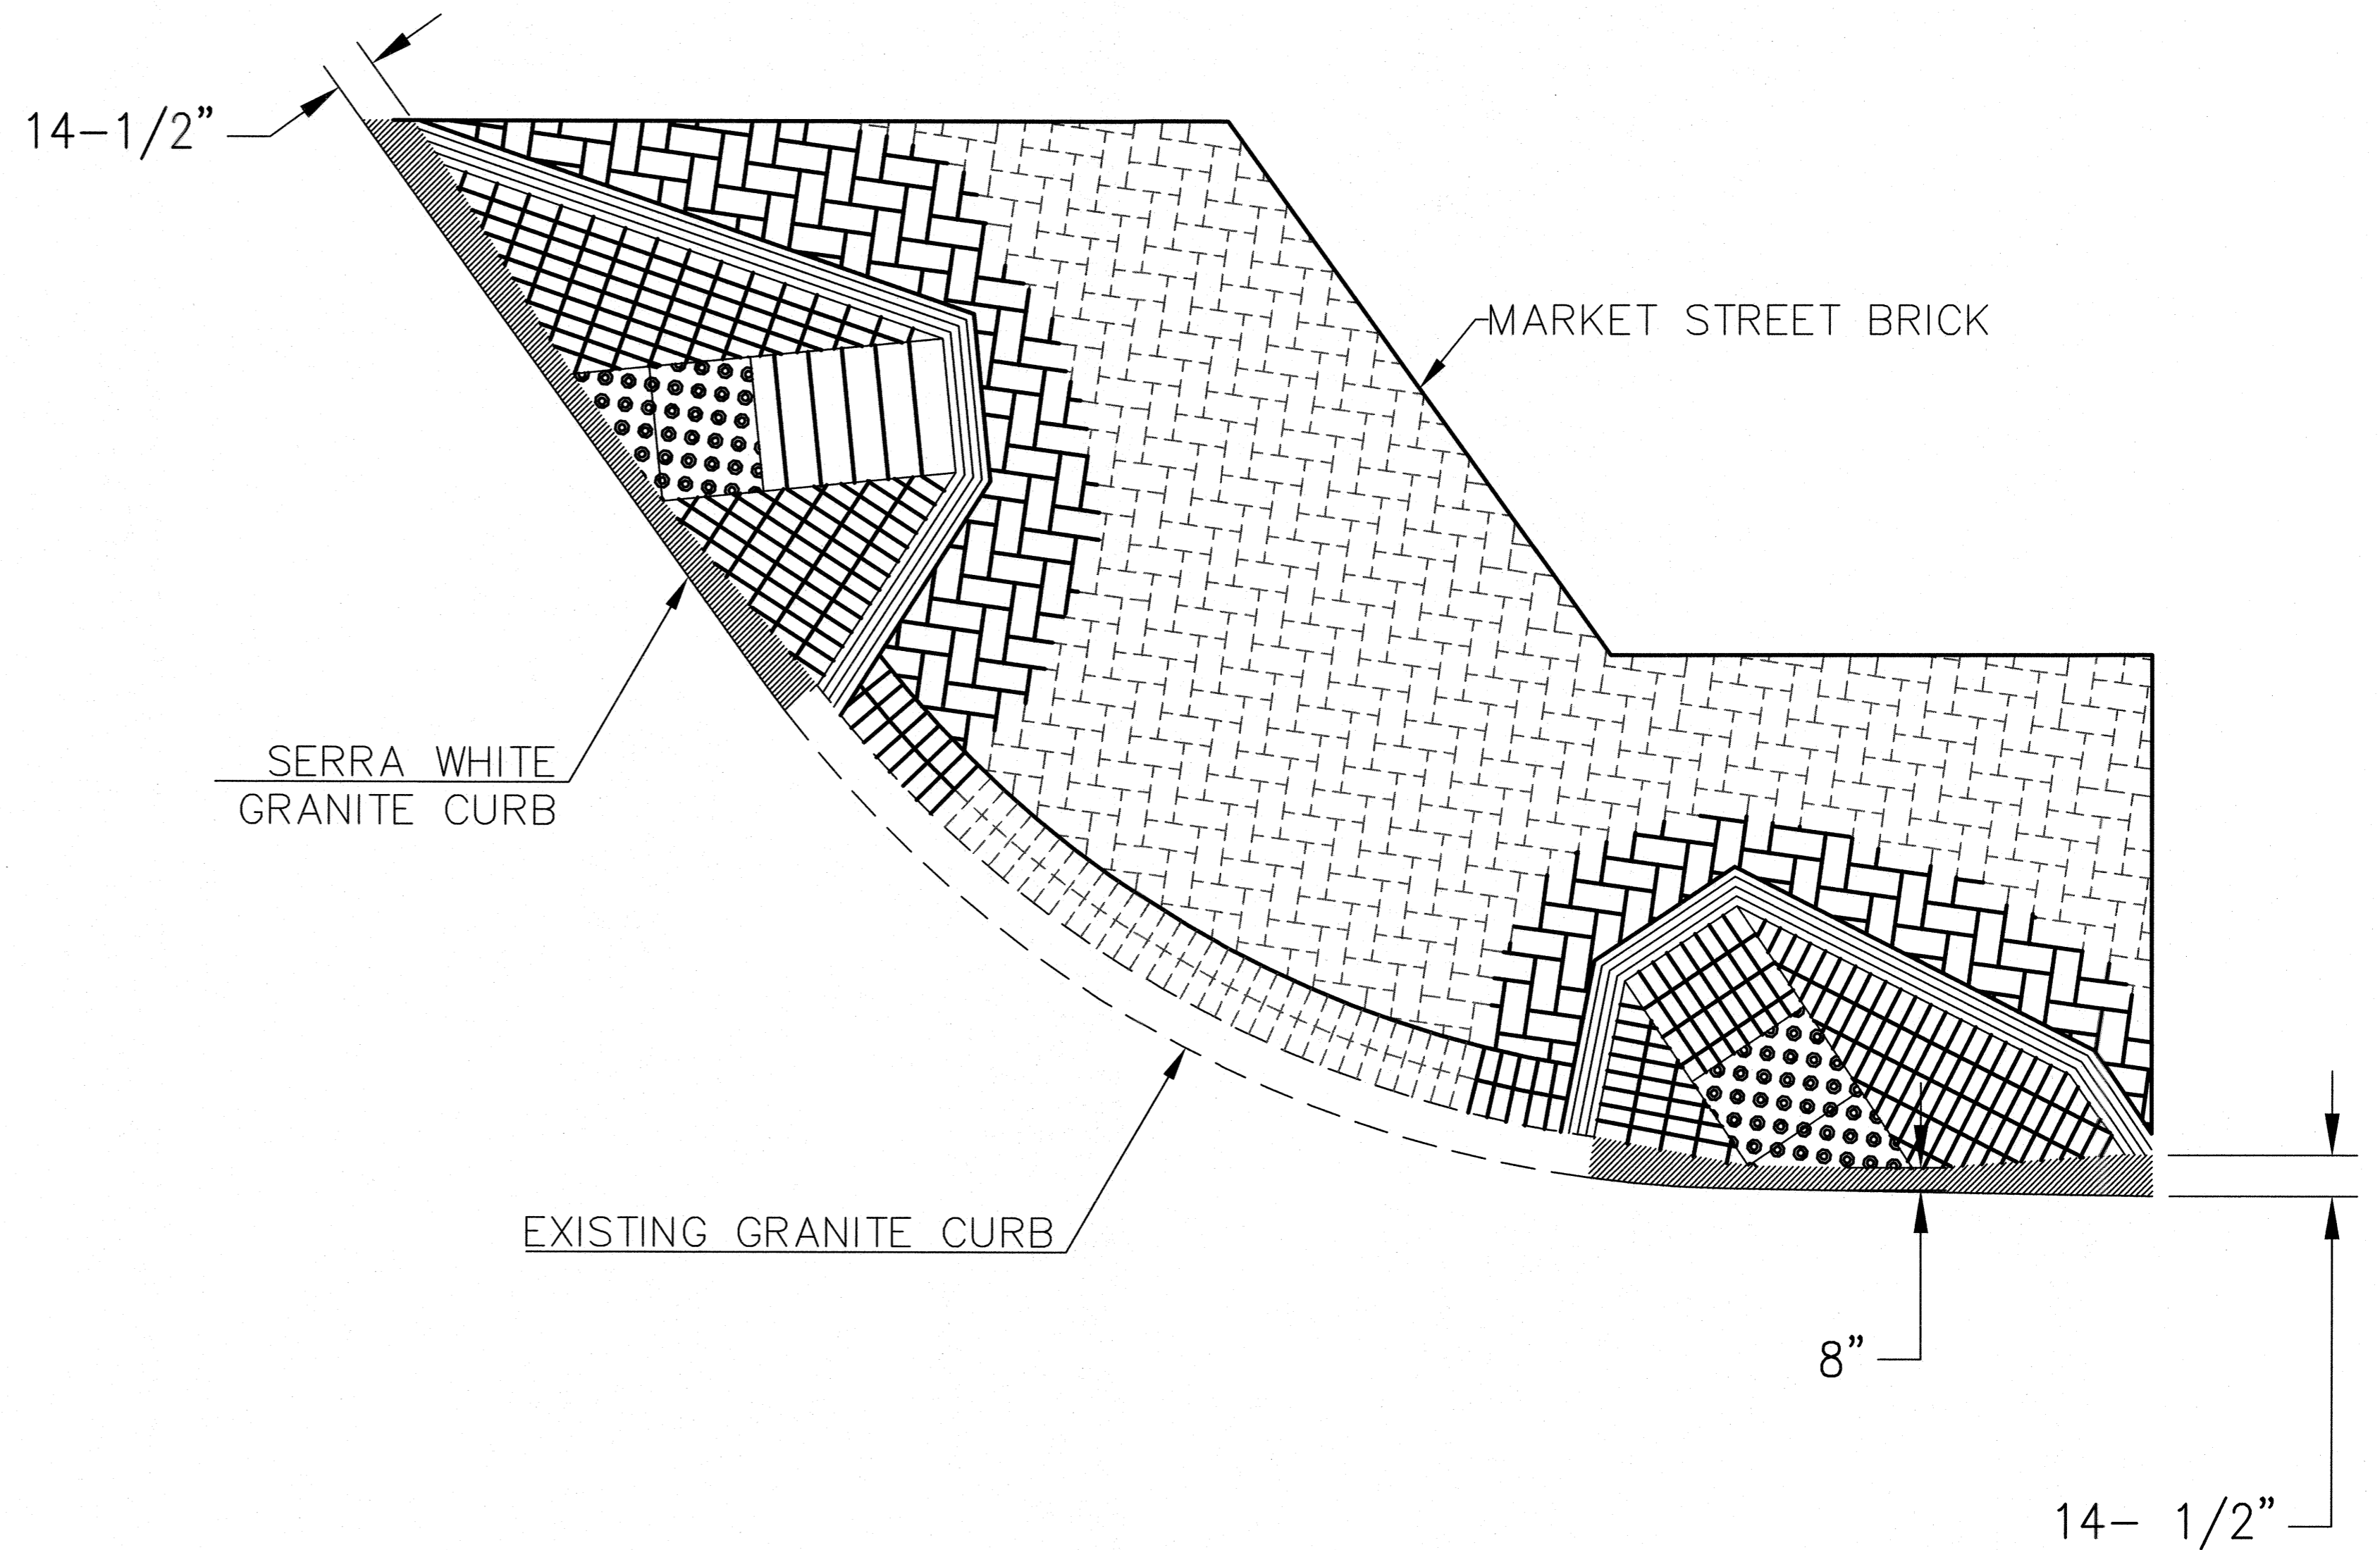 14-1/2”
MARKET STREET BRICK
SERRA WHITE
GRANITE CURB
EXISTING GRANITE CURB
8”
14- 1/2”